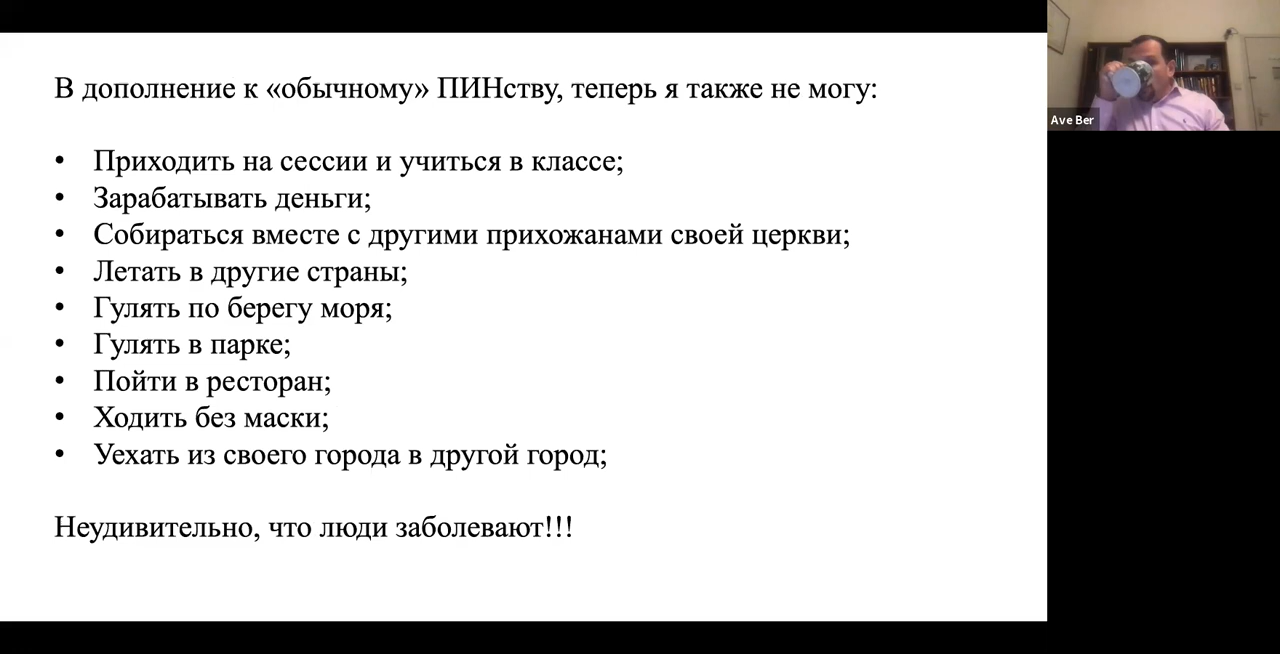 В дополнение к «обычному» ПИНству, теперь я также не могу:
• Приходить на сессии и учиться в классе;
• Зарабатывать деньги;
• Собираться вместе с другими прихожанами своей церкви;
• Летать в другие страны;
• Гулять по берегу моря;
• Гулять в парке;
• Пойти в ресторан;
• Ходить без маски;
• Уехать из своего города в другой город;
Неудивительно, что люди заболевают!!!
Ave Ber